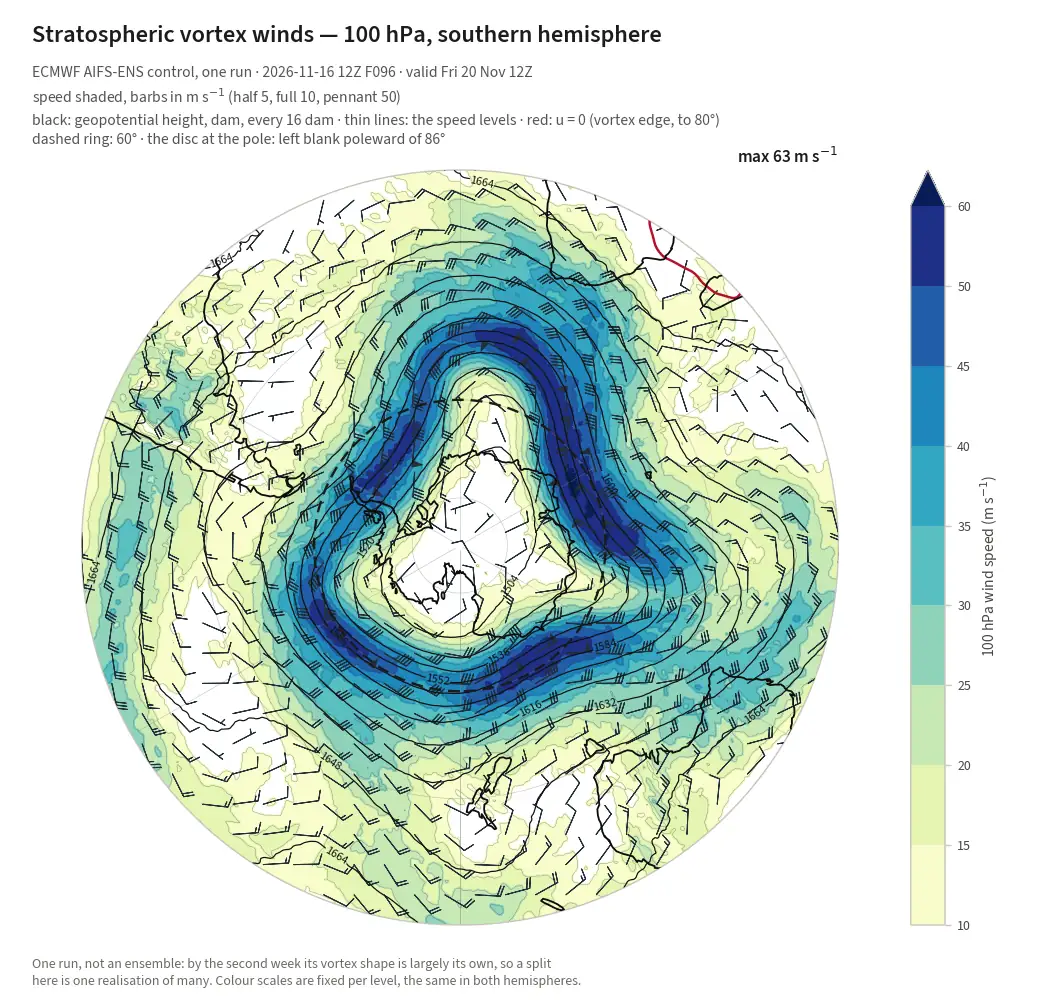 Stratospheric vortex winds — 100 hPa, southern hemisphere
ECMWF AIFS-ENS control, one run · 2026-11-16 12Z F096 · valid Fri 20 Nov 12Z
speed shaded, barbs in m s⁻¹ (half 5, full 10, pennant 50)
black: geopotential height, dam, every 16 dam · thin lines: the speed levels · red: u = 0 (vortex edge, to 80°)
dashed ring: 60° · the disc at the pole: left blank poleward of 86°
max 63 m s⁻¹
1664
1664
60
50
45
40
35
30
25
20
15
10
100 hPa wind speed (m s⁻¹)
1664
1504
1536
1584
1552
1616
1632
1664
1648
1664
One run, not an ensemble: by the second week its vortex shape is largely its own, so a split
here is one realisation of many. Colour scales are fixed per level, the same in both hemispheres.